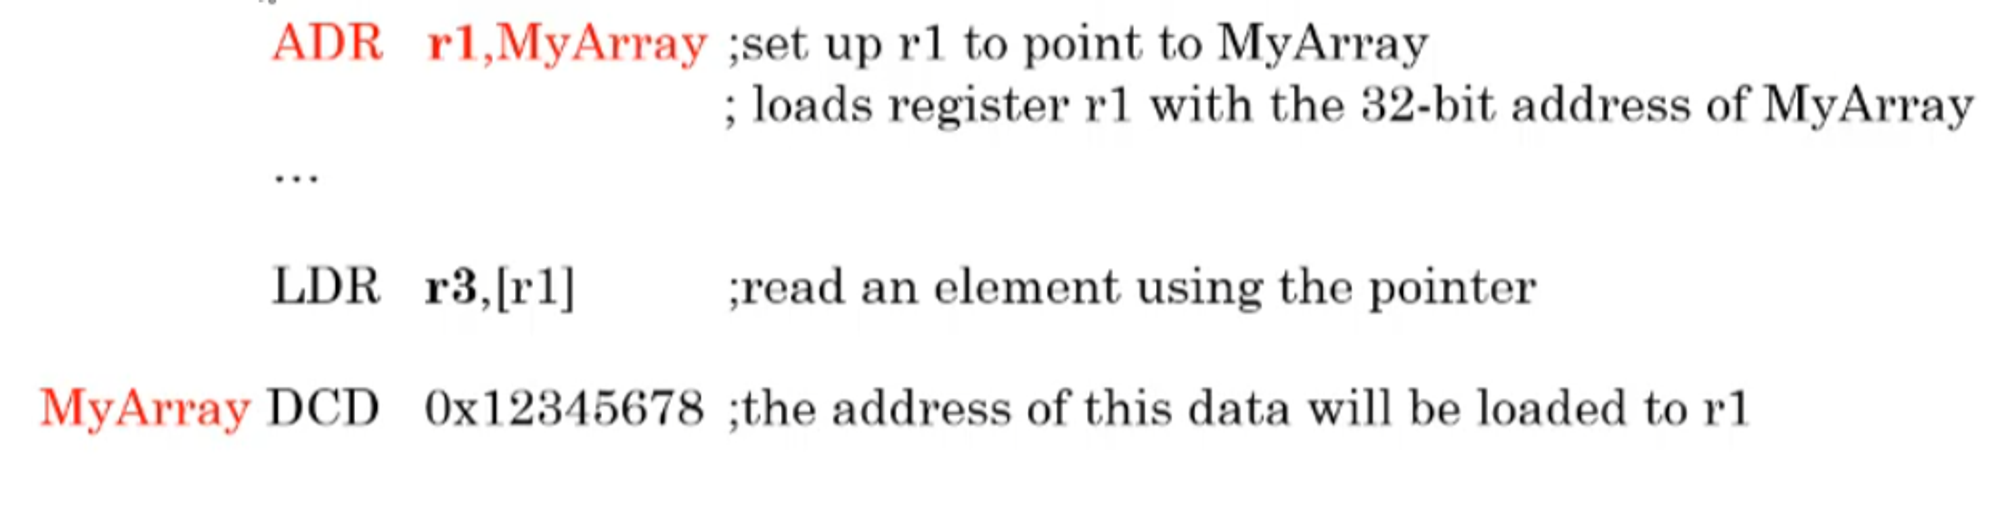 ADR r1,MyArray ;set up r1 to point to MyArray
; loads register r1 with the 32-bit address of MyArray
...
LDR r3,[r1] ;read an element using the pointer
MyArray DCD 0x12345678 ;the address of this data will be loaded to r1